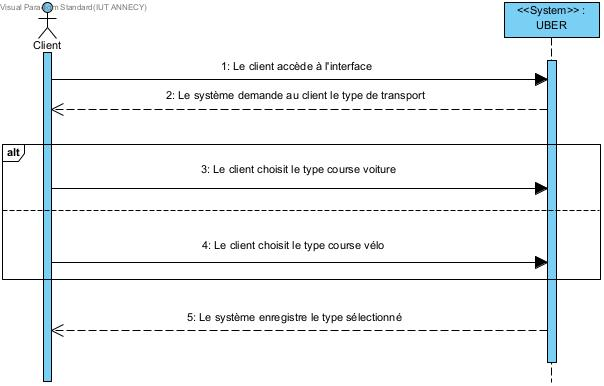 Visual Paradigm Standard(IUT ANNECY)
<<System>> :
UBER
Client
1: Le client accède à l'interface
2: Le système demande au client le type de transport
alt
3: Le client choisit le type course voiture
4: Le client choisit le type course vélo
5: Le système enregistre le type sélectionné